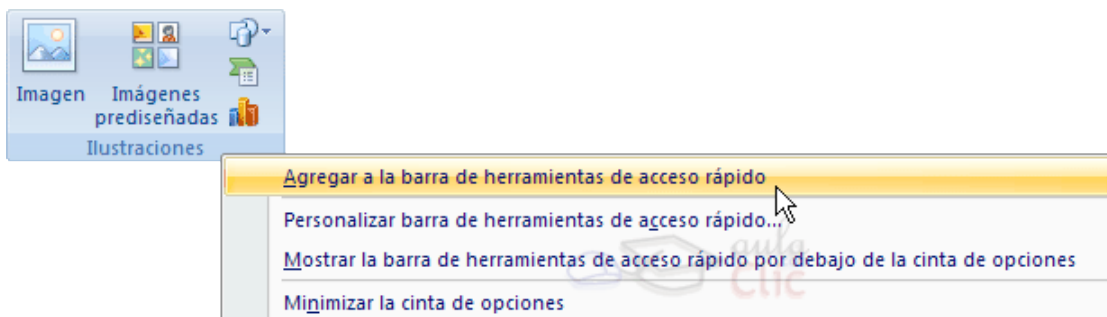 Imagen
Imágenes
prediseñadas
Ilustraciones
Agregar a la barra de herramientas de acceso rápido
Personalizar barra de herramientas de acceso rápido...
Mostrar la barra de herramientas de acceso rápido por debajo de la cinta de opciones
Minimizar la cinta de opciones
aula
Clic